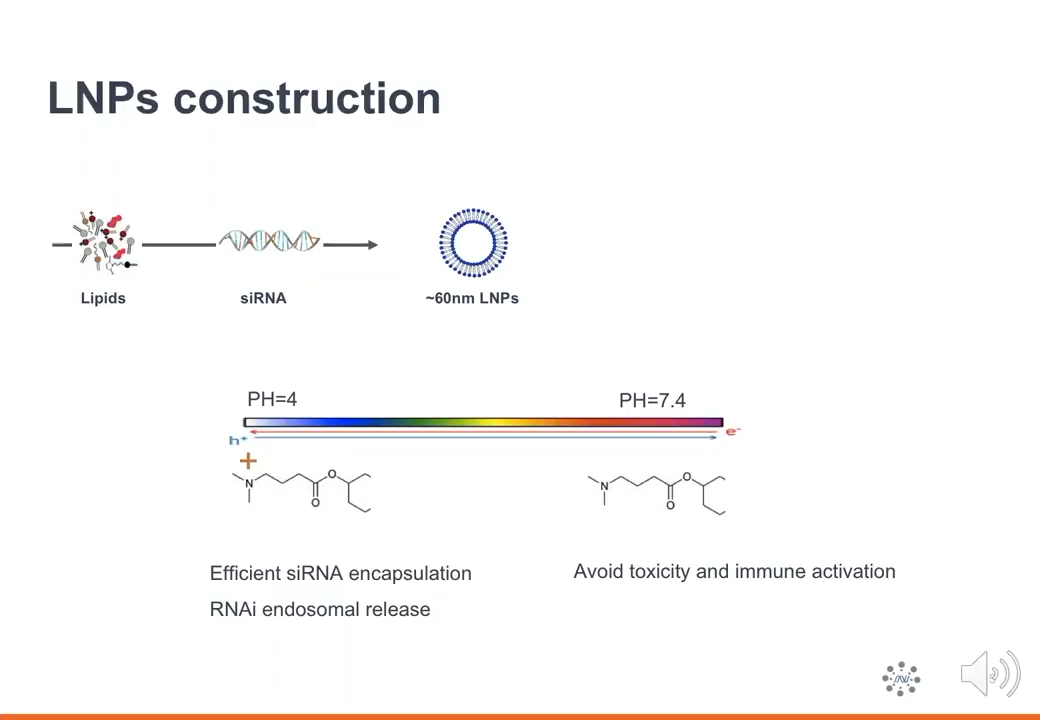 LNPs construction
Lipids
siRNA
~60nm LNPs
PH=4
PH=7.4
h+
e-
+
N
O
O
N
O
O
Efficient siRNA encapsulation
RNAi endosomal release
Avoid toxicity and immune activation